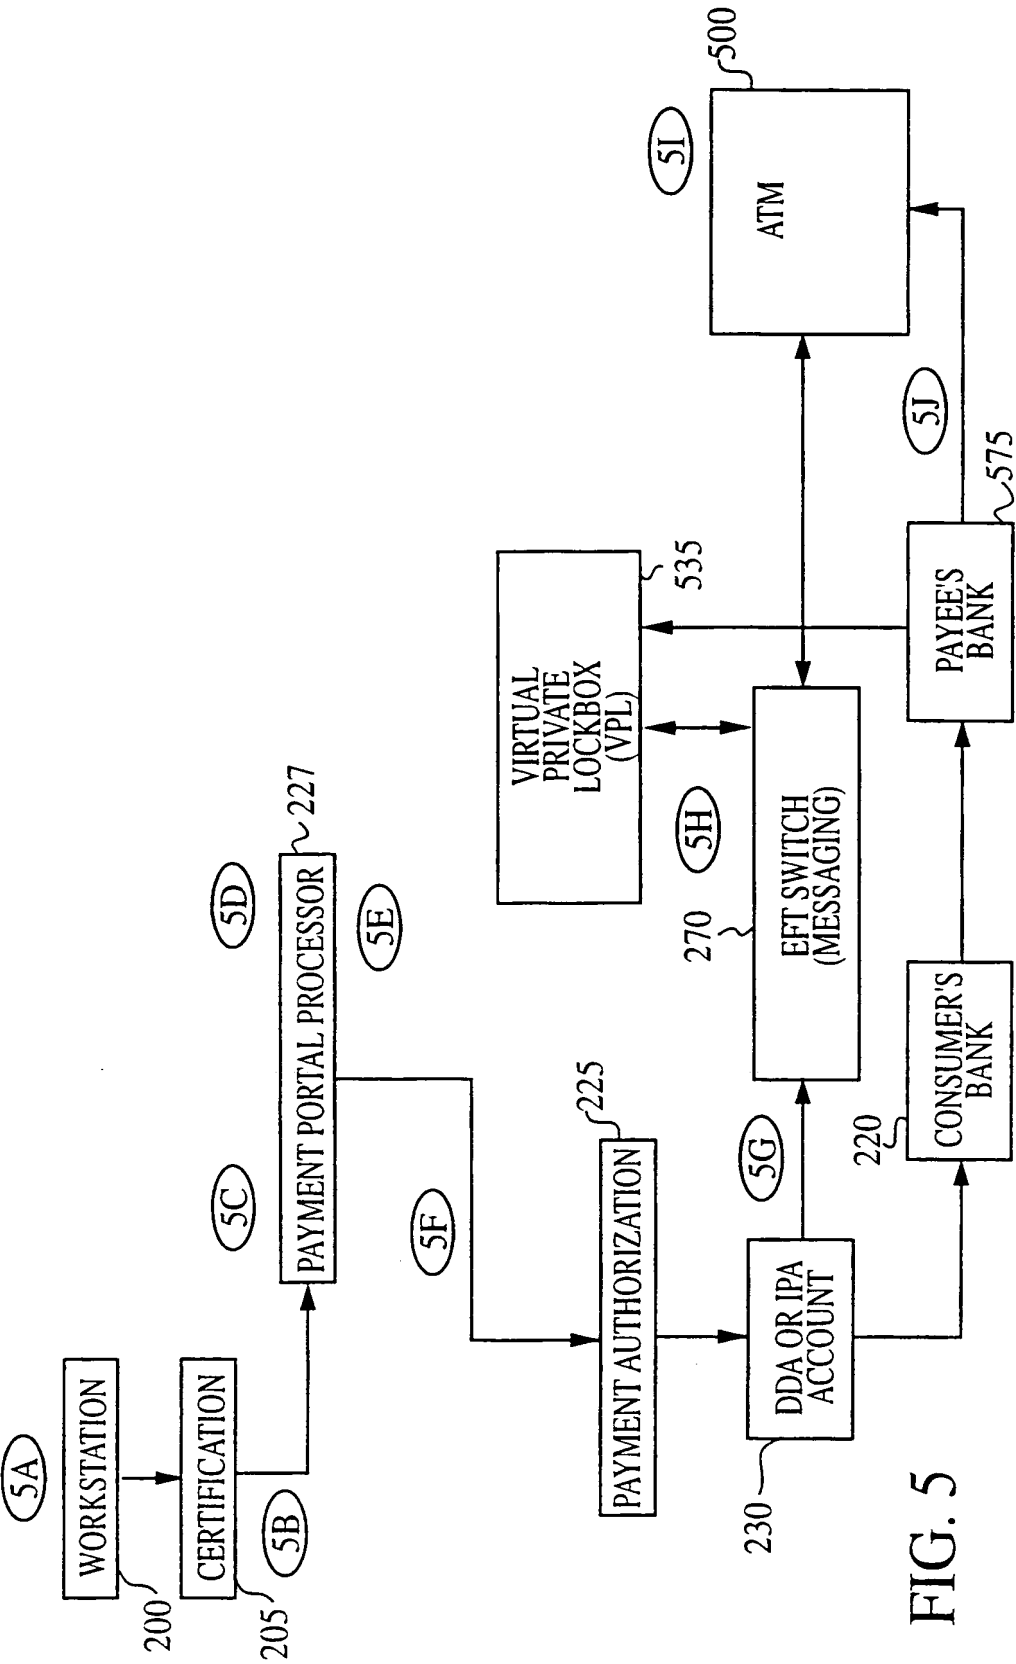 5A
WORKSTATION
200
CERTIFICATION
205
5B
5C
5D
PAYMENT PORTAL PROCESSOR
227
5E
5F
PAYMENT AUTHORIZATION
225
VIRTUAL
PRIVATE
LOCKBOX
(VPL)
535
5G
5H
5I
DDA OR IPA
ACCOUNT
230
270
EFT SWITCH
(MESSAGING)
ATM
500
5J
220
CONSUMER'S
BANK
PAYEE'S
BANK
575
FIG. 5